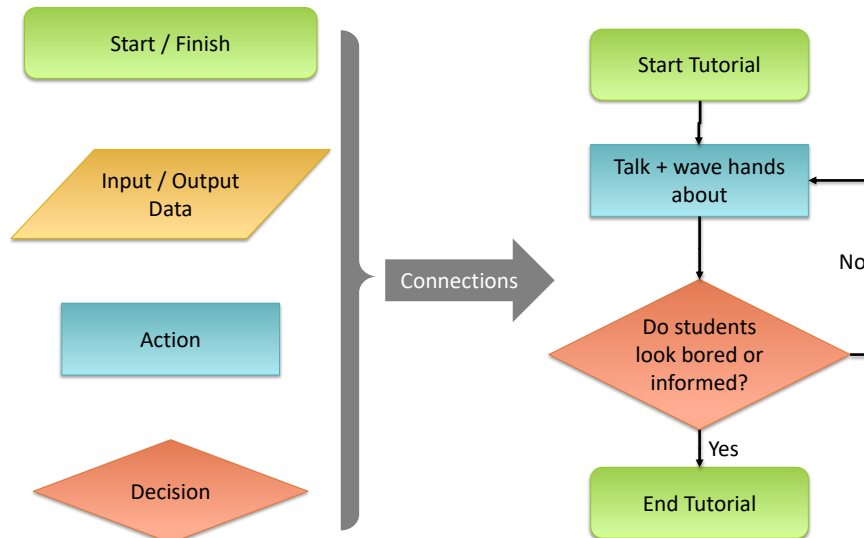 Start / Finish
Input / Output
Data
Action
Decision
Connections
Start Tutorial
Talk + wave hands
about
No
Do students
look bored or
informed?
Yes
End Tutorial